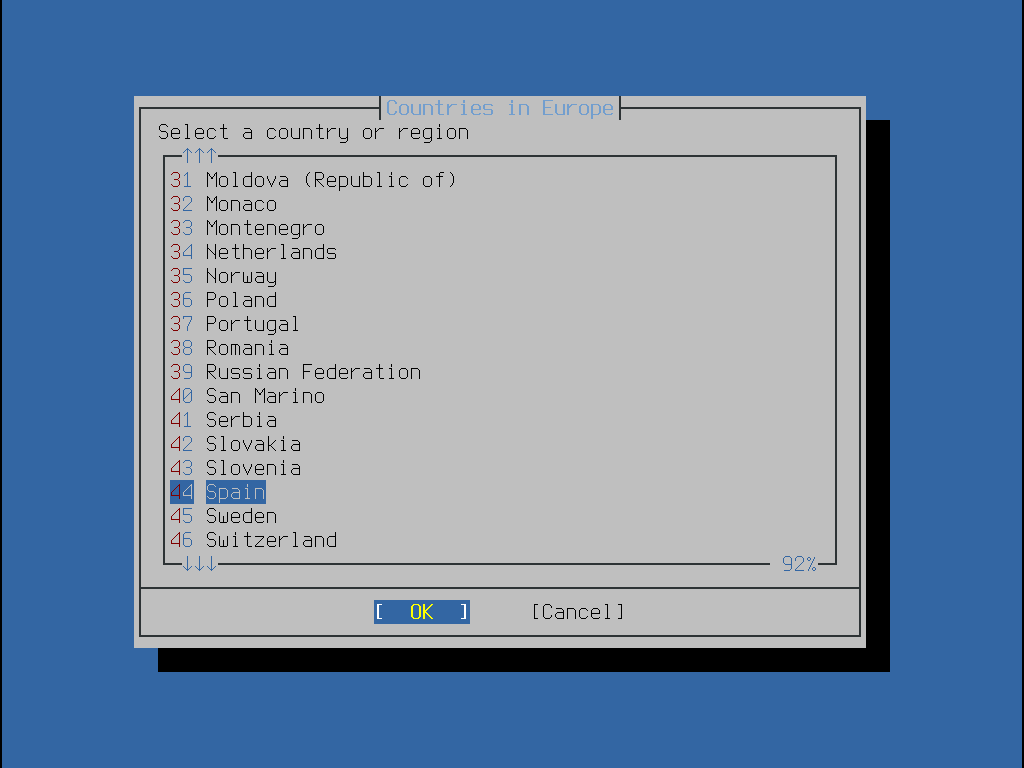 Countries in Europe
Select a country or region
↑↑↑
31 Moldova (Republic of)
32 Monaco
33 Montenegro
34 Netherlands
35 Norway
36 Poland
37 Portugal
38 Romania
39 Russian Federation
40 San Marino
41 Serbia
42 Slovakia
43 Slovenia
44 Spain
45 Sweden
46 Switzerland
↓↓↓ 92%
[ OK ] [Cancel]